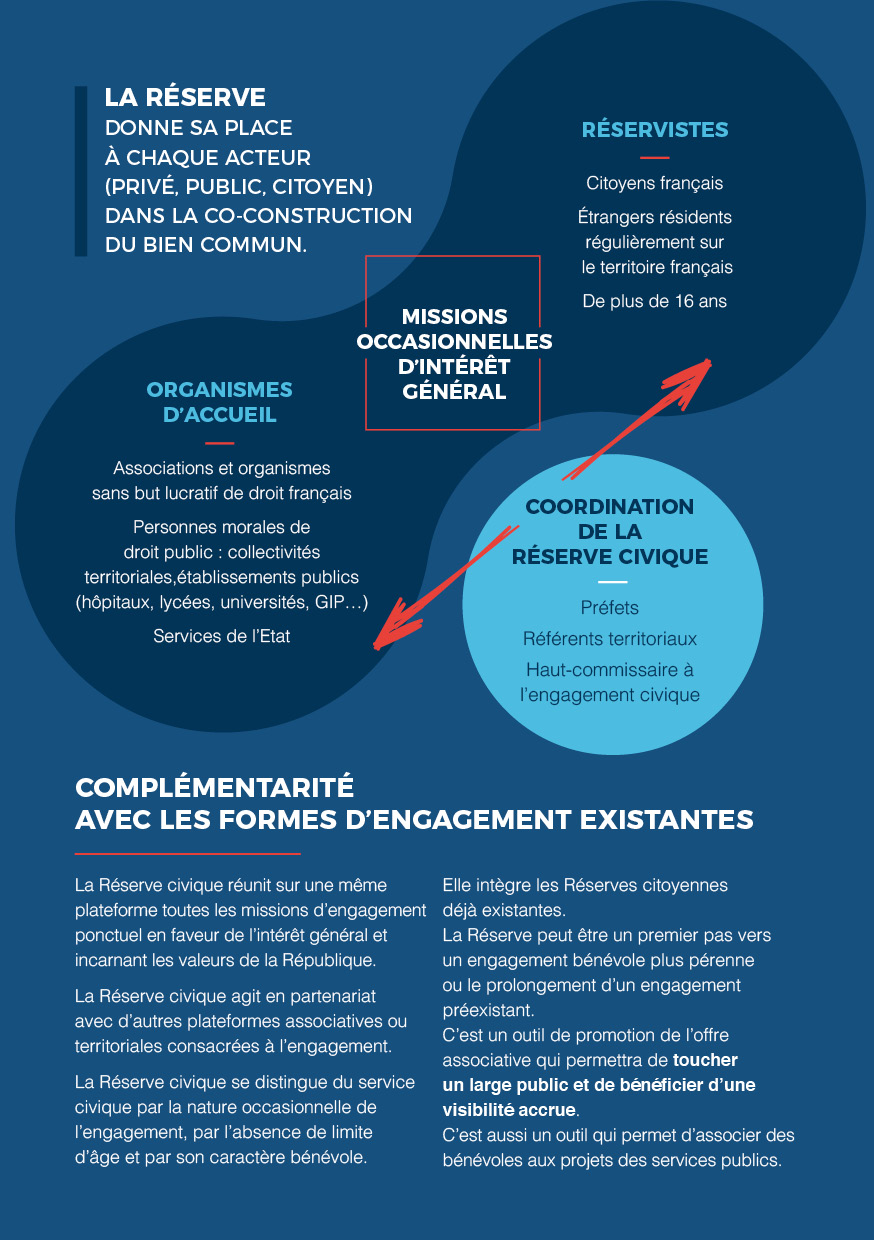 LA RÉSERVE
DONNE SA PLACE
À CHAQUE ACTEUR
(PRIVÉ, PUBLIC, CITOYEN)
DANS LA CO-CONSTRUCTION
DU BIEN COMMUN.
RÉSERVISTES
Citoyens français
Étrangers résidents
régulièrement sur
le territoire français
De plus de 16 ans
MISSIONS
OCCASIONNELLES
D’INTÉRÊT
GÉNÉRAL
ORGANISMES
D’ACCUEIL
Associations et organismes
sans but lucratif de droit français
Personnes morales de
droit public : collectivités
territoriales,établissements publics
(hôpitaux, lycées, universités, GIP…)
Services de l’Etat
COORDINATION
DE LA
RÉSERVE CIVIQUE
Préfets
Référents territoriaux
Haut-commissaire à
l’engagement civique
COMPLÉMENTARITÉ
AVEC LES FORMES D’ENGAGEMENT EXISTANTES
La Réserve civique réunit sur une même
plateforme toutes les missions d’engagement
ponctuel en faveur de l’intérêt général et
incarnant les valeurs de la République.
La Réserve civique agit en partenariat
avec d’autres plateformes associatives ou
territoriales consacrées à l’engagement.
La Réserve civique se distingue du service
civique par la nature occasionnelle de
l’engagement, par l’absence de limite
d’âge et par son caractère bénévole.
Elle intègre les Réserves citoyennes
déjà existantes.
La Réserve peut être un premier pas vers
un engagement bénévole plus pérenne
ou le prolongement d’un engagement
préexistant.
C’est un outil de promotion de l’offre
associative qui permettra de toucher
un large public et de bénéficier d’une
visibilité accrue.
C’est aussi un outil qui permet d’associer des
bénévoles aux projets des services publics.